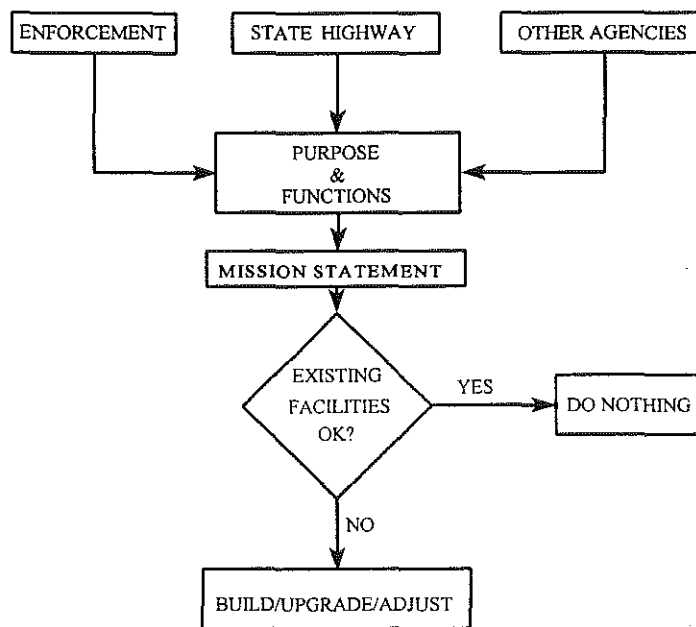 ENFORCEMENT
STATE HIGHWAY
OTHER AGENCIES
PURPOSE
&
FUNCTIONS
MISSION STATEMENT
EXISTING
FACILITIES
OK?
YES
DO NOTHING
NO
BUILD/UPGRADE/ADJUST